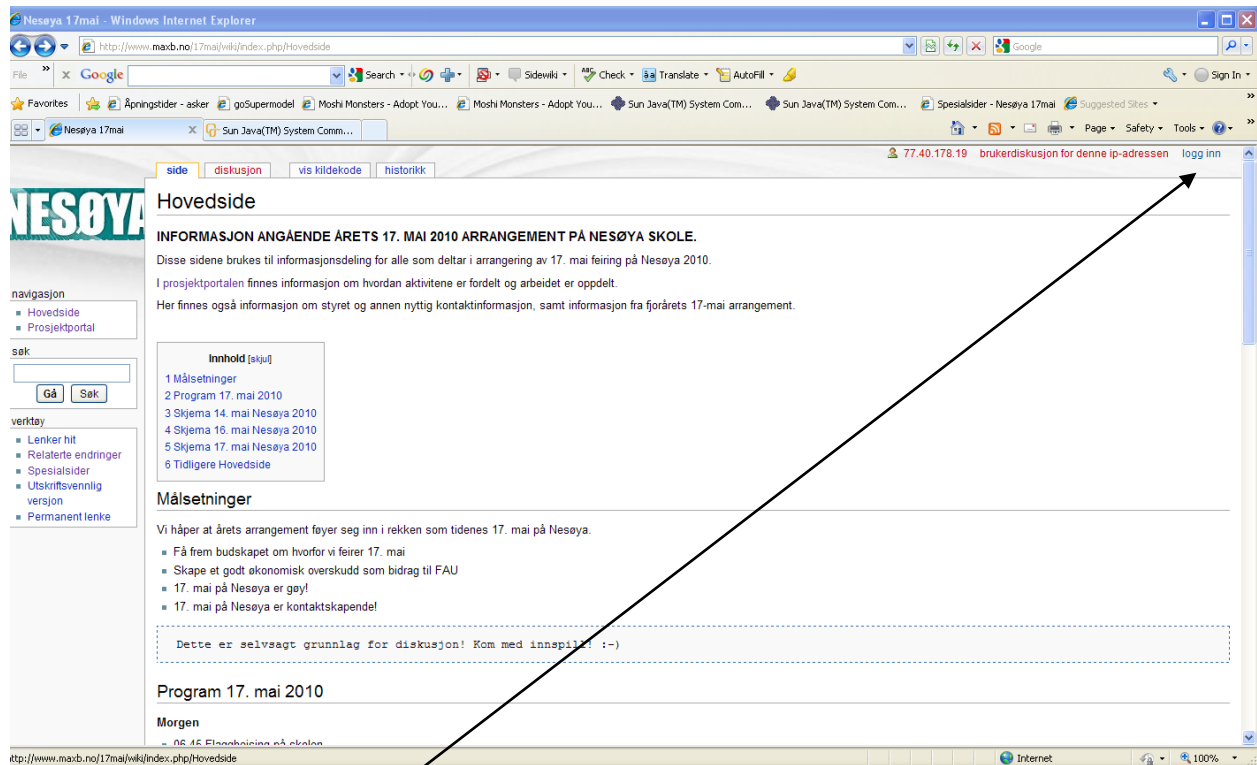 Nesøya 17mai - Windows Internet Explorer
http://www.maxb.no/17mai/wiki/index.php/Hovedside
Google
File » x Google Search Sidewiki Check Translate AutoFill Sign In
Favorites Åpningstider - asker goSupermodel Moshi Monsters - Adopt You... Moshi Monsters - Adopt You... Sun Java(TM) System Com... Sun Java(TM) System Com... Spesialsider - Nesøya 17mai Suggested Sites »
Nesøya 17mai X Sun Java(TM) System Comm... Page Safety Tools »
77.40.178.19 brukerdiskusjon for denne ip-adressen logg inn
side diskusjon vis kildekode historikk
NESØYA
Hovedside
INFORMASJON ANGÅENDE ÅRETS 17. MAI 2010 ARRANGEMENT PÅ NESØYA SKOLE.
Disse sidene brukes til informasjonsdeling for alle som deltar i arrangering av 17. mai feiring på Nesøya 2010.
I prosjektportalen finnes informasjon om hvordan aktivitene er fordelt og arbeidet er oppdelt.
Her finnes også informasjon om styret og annen nyttig kontaktinformasjon, samt informasjon fra fjorårets 17-mai arrangement.
navigasjon
Hovedside
Prosjektportal
søk
Gå Søk
verktøy
Lenker hit
Relaterte endringer
Spesialsider
Utskriftsvennlig
versjon
Permanent lenke
Innhold [skjul]
1 Målsetninger
2 Program 17. mai 2010
3 Skjema 14. mai Nesøya 2010
4 Skjema 16. mai Nesøya 2010
5 Skjema 17. mai Nesøya 2010
6 Tidligere Hovedside
Målsetninger
Vi håper at årets arrangement føyer seg inn i rekken som tidenes 17. mai på Nesøya.
Få frem budskapet om hvorfor vi feirer 17. mai
Skape et godt økonomisk overskudd som bidrag til FAU
17. mai på Nesøya er gøy!
17. mai på Nesøya er kontaktskapende!
Dette er selvsagt grunnlag for diskusjon! Kom med innspill! :-)
Program 17. mai 2010
Morgen
06.45 Flaggheising på skolen
http://www.maxb.no/17mai/wiki/index.php/Hovedside Internet 100%